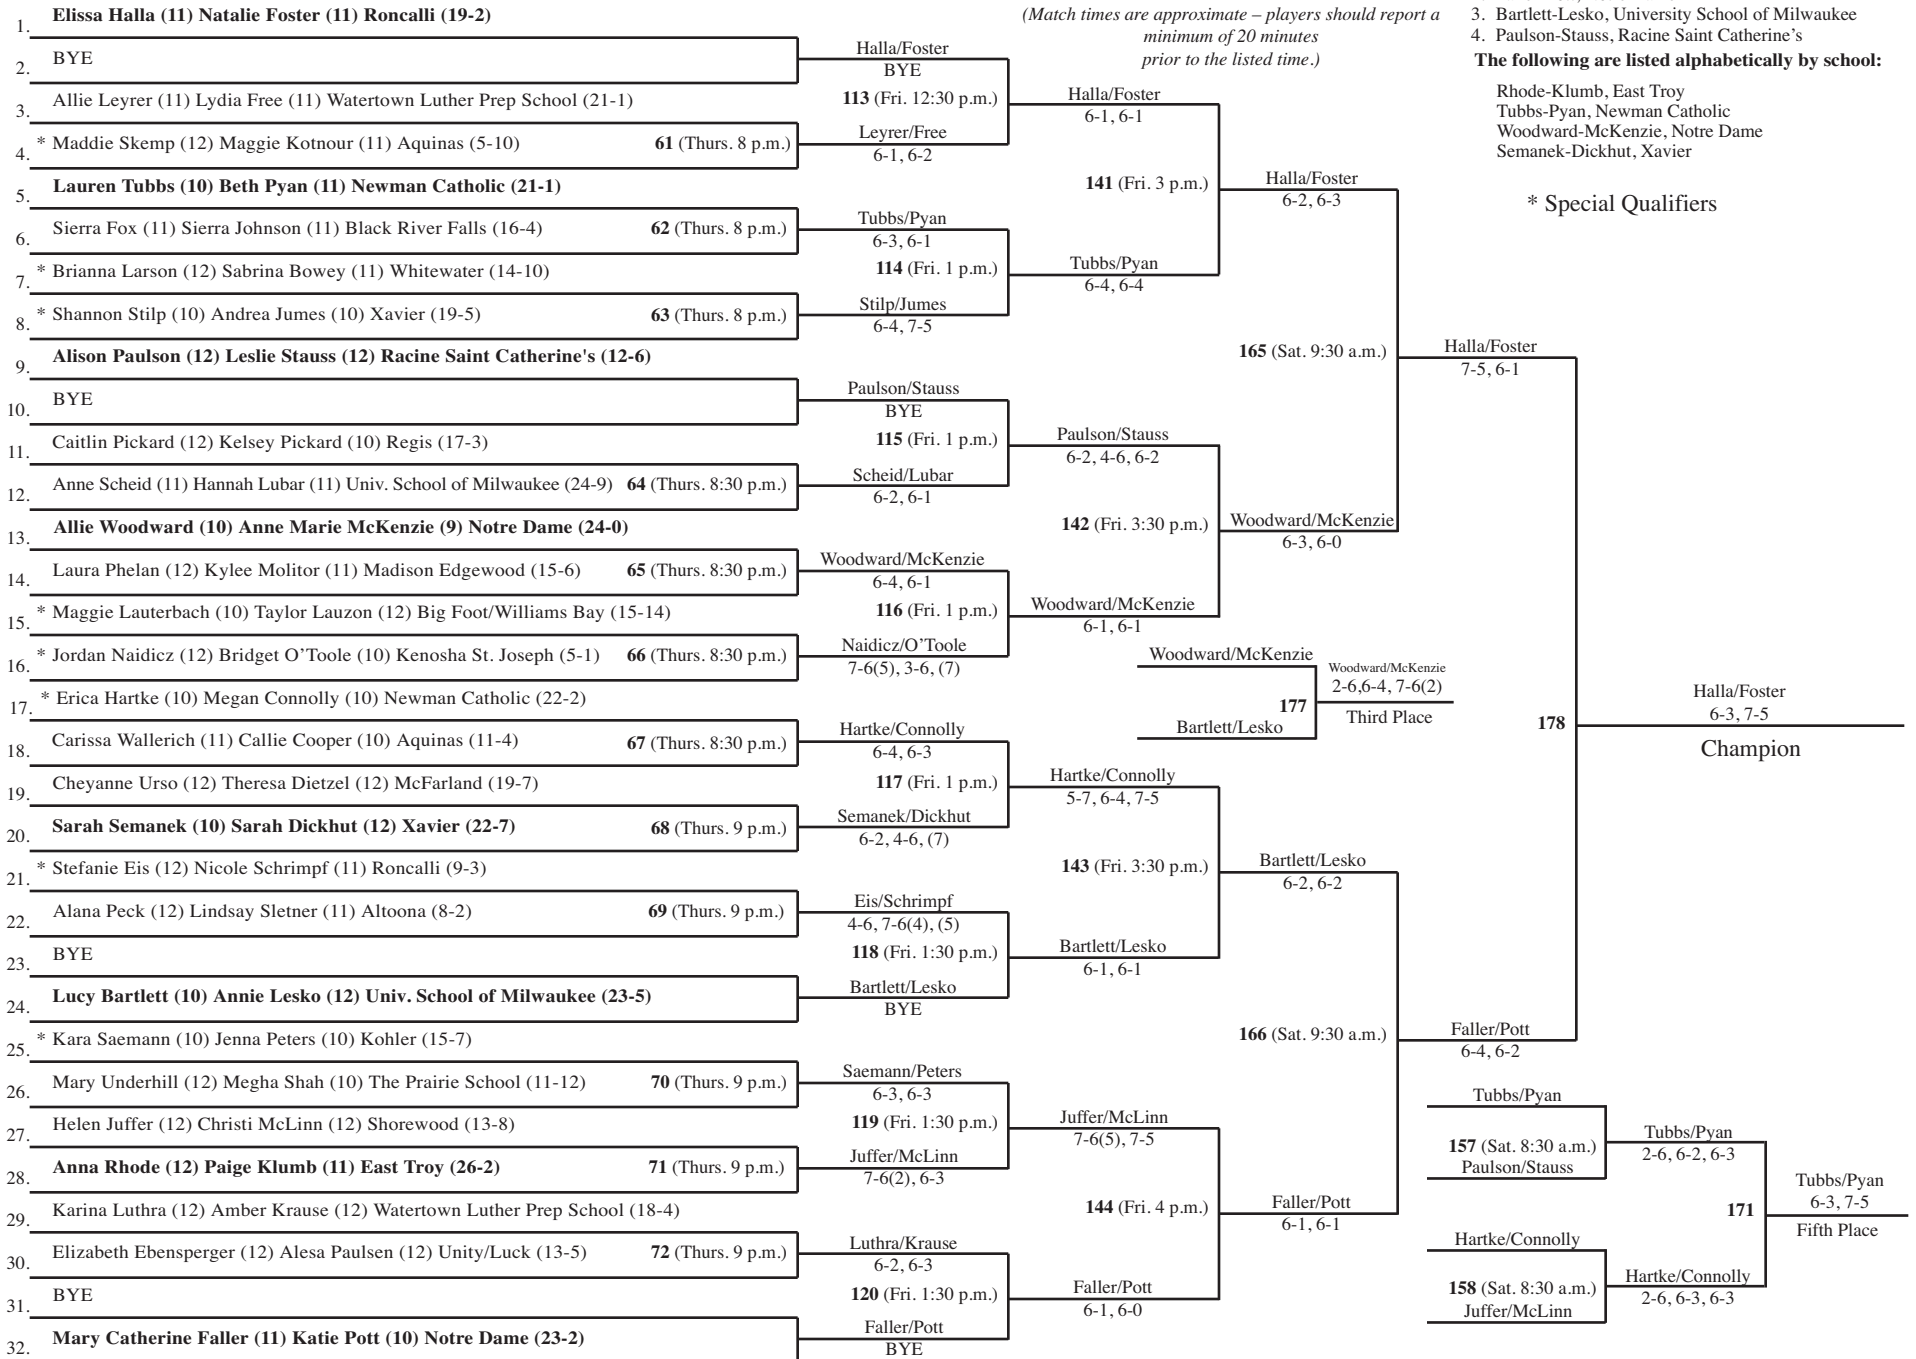 1. Elissa Halla (11) Natalie Foster (11) Roncalli (19-2)
2. BYE
3. Allie Leyrer (11) Lydia Free (11) Watertown Luther Prep School (21-1)
4. * Maddie Skemp (12) Maggie Kotnour (11) Aquinas (5-10) 61 (Thurs. 8 p.m.)
5. Lauren Tubbs (10) Beth Pyan (11) Newman Catholic (21-1)
6. Sierra Fox (11) Sierra Johnson (11) Black River Falls (16-4) 62 (Thurs. 8 p.m.)
7. * Brianna Larson (12) Sabrina Bowey (11) Whitewater (14-10)
8. * Shannon Stilp (10) Andrea Jumes (10) Xavier (19-5) 63 (Thurs. 8 p.m.)
9. Alison Paulson (12) Leslie Stauss (12) Racine Saint Catherine's (12-6)
10. BYE
11. Caitlin Pickard (12) Kelsey Pickard (10) Regis (17-3)
12. Anne Scheid (11) Hannah Lubar (11) Univ. School of Milwaukee (24-9) 64 (Thurs. 8:30 p.m.)
13. Allie Woodward (10) Anne Marie McKenzie (9) Notre Dame (24-0)
14. Laura Phelan (12) Kylee Molitor (11) Madison Edgewood (15-6) 65 (Thurs. 8:30 p.m.)
15. * Maggie Lauterbach (10) Taylor Lauzon (12) Big Foot/Williams Bay (15-14)
16. * Jordan Naidicz (12) Bridget O’Toole (10) Kenosha St. Joseph (5-1) 66 (Thurs. 8:30 p.m.)
17. * Erica Hartke (10) Megan Connolly (10) Newman Catholic (22-2)
18. Carissa Wallerich (11) Callie Cooper (10) Aquinas (11-4) 67 (Thurs. 8:30 p.m.)
19. Cheyanne Urso (12) Theresa Dietzel (12) McFarland (19-7)
20. Sarah Semanek (10) Sarah Dickhut (12) Xavier (22-7) 68 (Thurs. 9 p.m.)
21. * Stefanie Eis (12) Nicole Schrimpf (11) Roncalli (9-3)
22. Alana Peck (12) Lindsay Sletner (11) Altoona (8-2) 69 (Thurs. 9 p.m.)
23. BYE
24. Lucy Bartlett (10) Annie Lesko (12) Univ. School of Milwaukee (23-5)
25. * Kara Saemann (10) Jenna Peters (10) Kohler (15-7)
26. Mary Underhill (12) Megha Shah (10) The Prairie School (11-12) 70 (Thurs. 9 p.m.)
27. Helen Juffer (12) Christi McLinn (12) Shorewood (13-8)
28. Anna Rhode (12) Paige Klumb (11) East Troy (26-2) 71 (Thurs. 9 p.m.)
29. Karina Luthra (12) Amber Krause (12) Watertown Luther Prep School (18-4)
30. Elizabeth Ebensperger (12) Alesa Paulsen (12) Unity/Luck (13-5) 72 (Thurs. 9 p.m.)
31. BYE
32. Mary Catherine Faller (11) Katie Pott (10) Notre Dame (23-2)
Halla/Foster
BYE
113 (Fri. 12:30 p.m.)
Leyrer/Free
6-1, 6-2
Tubbs/Pyan
6-3, 6-1
114 (Fri. 1 p.m.)
Stilp/Jumes
6-4, 7-5
Paulson/Stauss
BYE
115 (Fri. 1 p.m.)
Scheid/Lubar
6-2, 6-1
Woodward/McKenzie
6-4, 6-1
116 (Fri. 1 p.m.)
Naidicz/O’Toole
7-6(5), 3-6, (7)
Hartke/Connolly
6-4, 6-3
117 (Fri. 1 p.m.)
Semanek/Dickhut
6-2, 4-6, (7)
Eis/Schrimpf
4-6, 7-6(4), (5)
118 (Fri. 1:30 p.m.)
Bartlett/Lesko
BYE
Saemann/Peters
6-3, 6-3
119 (Fri. 1:30 p.m.)
Juffer/McLinn
7-6(2), 6-3
Luthra/Krause
6-2, 6-3
120 (Fri. 1:30 p.m.)
Faller/Pott
BYE
(Match times are approximate – players should report a
minimum of 20 minutes
prior to the listed time.)
Halla/Foster
6-1, 6-1
141 (Fri. 3 p.m.)
Tubbs/Pyan
6-4, 6-4
Paulson/Stauss
6-2, 4-6, 6-2
142 (Fri. 3:30 p.m.)
Woodward/McKenzie
6-1, 6-1
Hartke/Connolly
5-7, 6-4, 7-5
143 (Fri. 3:30 p.m.)
Bartlett/Lesko
6-1, 6-1
Juffer/McLinn
7-6(5), 7-5
144 (Fri. 4 p.m.)
Faller/Pott
6-1, 6-0
Halla/Foster
6-2, 6-3
165 (Sat. 9:30 a.m.)
Woodward/McKenzie
6-3, 6-0
Bartlett/Lesko
6-2, 6-2
166 (Sat. 9:30 a.m.)
Faller/Pott
6-1, 6-1
Halla/Foster
7-5, 6-1
178
Faller/Pott
6-4, 6-2
Halla/Foster
6-3, 7-5
Champion
Woodward/McKenzie
177
Bartlett/Lesko
Woodward/McKenzie
2-6,6-4, 7-6(2)
Third Place
Tubbs/Pyan
157 (Sat. 8:30 a.m.)
Paulson/Stauss
Hartke/Connolly
158 (Sat. 8:30 a.m.)
Juffer/McLinn
Tubbs/Pyan
2-6, 6-2, 6-3
171
Hartke/Connolly
2-6, 6-3, 6-3
Tubbs/Pyan
6-3, 7-5
Fifth Place
3. Bartlett-Lesko, University School of Milwaukee
4. Paulson-Stauss, Racine Saint Catherine’s
The following are listed alphabetically by school:
Rhode-Klumb, East Troy
Tubbs-Pyan, Newman Catholic
Woodward-McKenzie, Notre Dame
Semanek-Dickhut, Xavier
* Special Qualifiers